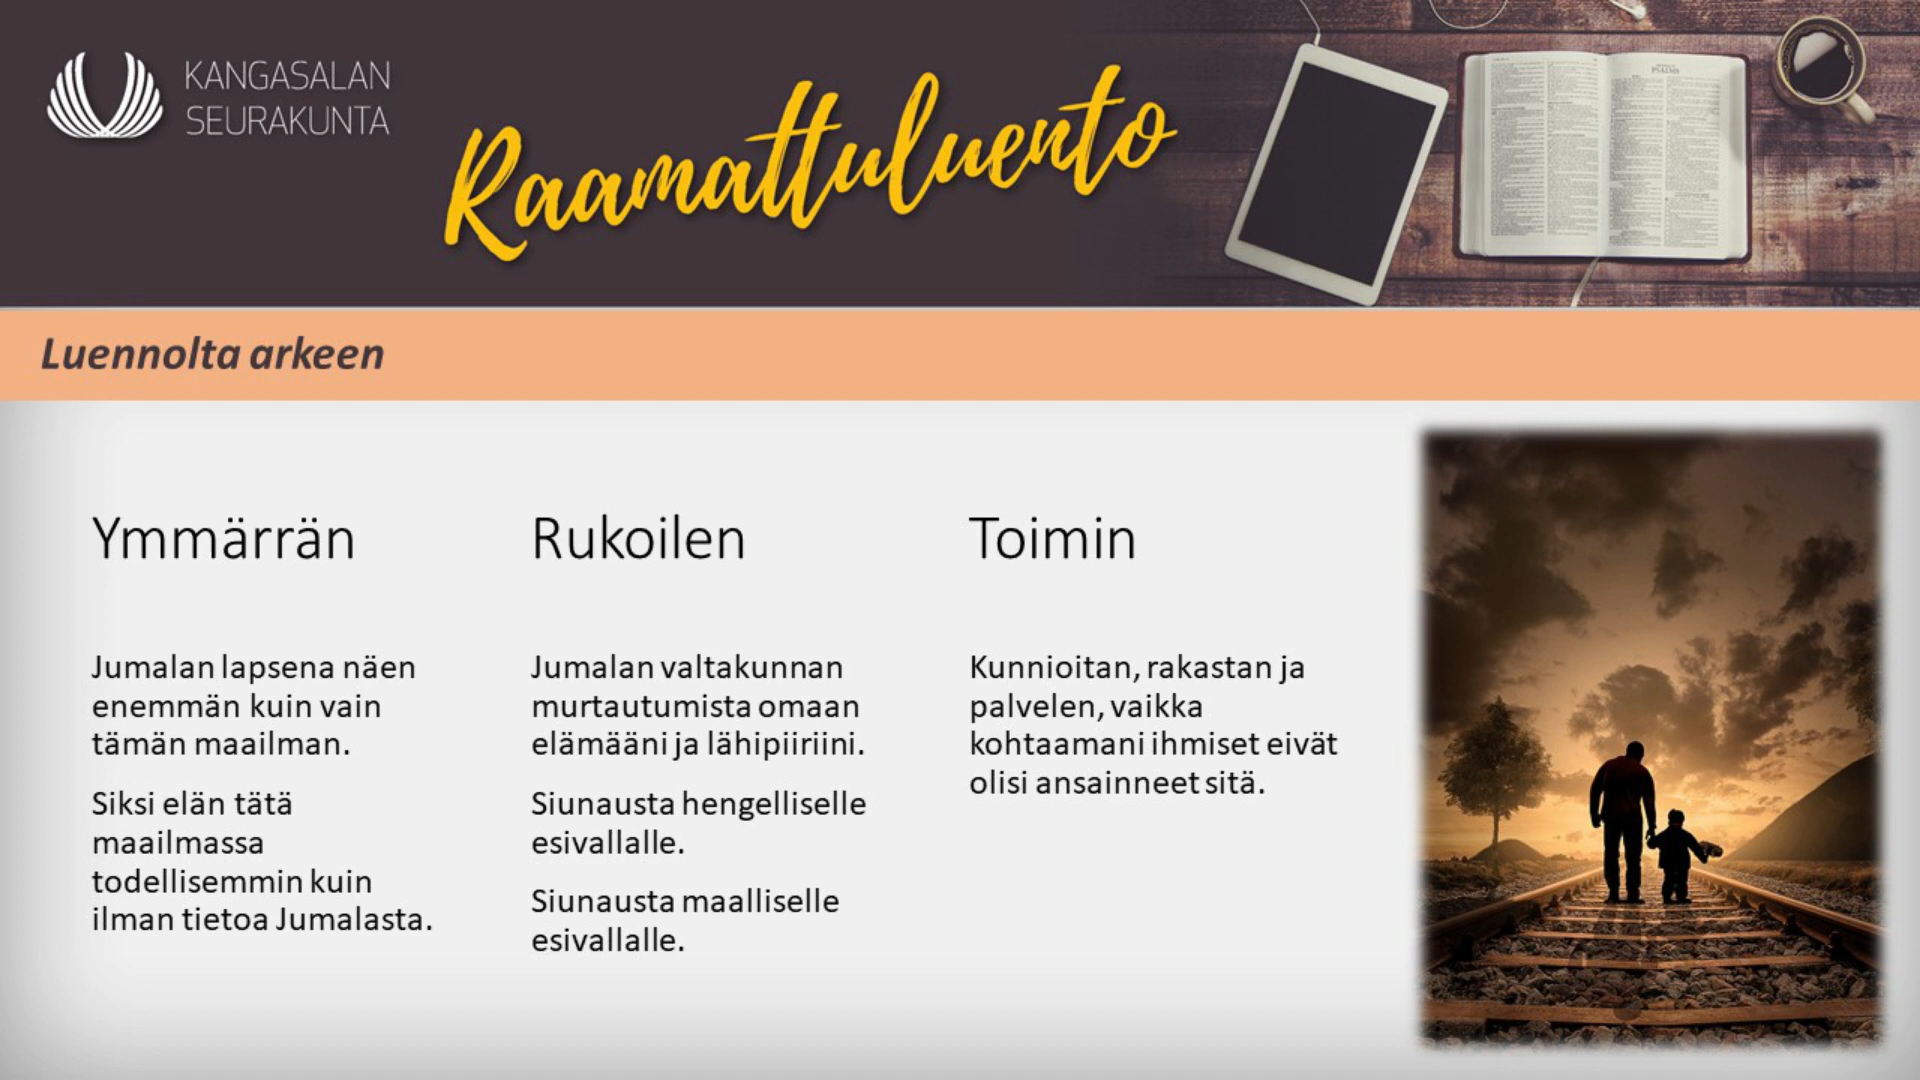 KANGASALAN
SEURAKUNTA
Raamattuluento
PSALMS
Luennolta arkeen
Ymmärrän
Jumalan lapsena näen
enemmän kuin vain
tämän maailman.
Siksi elän tätä
maailmassa
todellisemmin kuin
ilman tietoa Jumalasta.
Rukoilen
Jumalan valtakunnan
murtautumista omaan
elämääni ja lähipiiriini.
Siunausta hengelliselle
esivallalle.
Siunausta maalliselle
esivallalle.
Toimin
Kunnioitan, rakastan ja
palvelen, vaikka
kohtaamani ihmiset eivät
olisi ansainneet sitä.